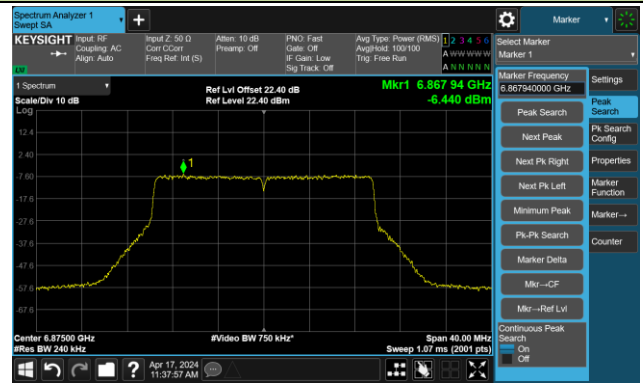 Spectrum Analyzer 1
Swept SA
Marker
KEYSIGHT
Input: RF
Coupling: AC
Align: Auto
Input Z: 50 Ω
Corr CCorr
Freq Ref: Int (S)
Atten: 10 dB
Preamp: Off
PNO: Fast
Gate: Off
IF Gain: Low
Sig Track: Off
Avg Type: Power (RMS)
Avg|Hold: 100/100
Trig: Free Run
1 2 3 4 5 6
A W W W W W
A N N N N N
Select Marker
Marker 1
1 Spectrum
Scale/Div 10 dB
Log
Ref Lvl Offset 22.40 dB
Ref Level 22.40 dBm
Mkr1 6.867 94 GHz
-6.440 dBm
12.4
2.40
-7.60
-17.6
-27.6
-37.6
-47.6
-57.6
-67.6
1
Center 6.87500 GHz
#Res BW 240 kHz
#Video BW 750 kHz*
Span 40.00 MHz
Sweep 1.07 ms (2001 pts)
Marker Frequency
6.867940000 GHz
Peak Search
Next Peak
Next Pk Right
Next Pk Left
Minimum Peak
Pk-Pk Search
Marker Delta
Mkr→CF
Mkr→Ref Lvl
Continuous Peak
Search
On
Off
Settings
Peak
Search
Pk Search
Config
Properties
Marker
Function
Marker→
Counter
?
Apr 17, 2024
11:37:57 AM